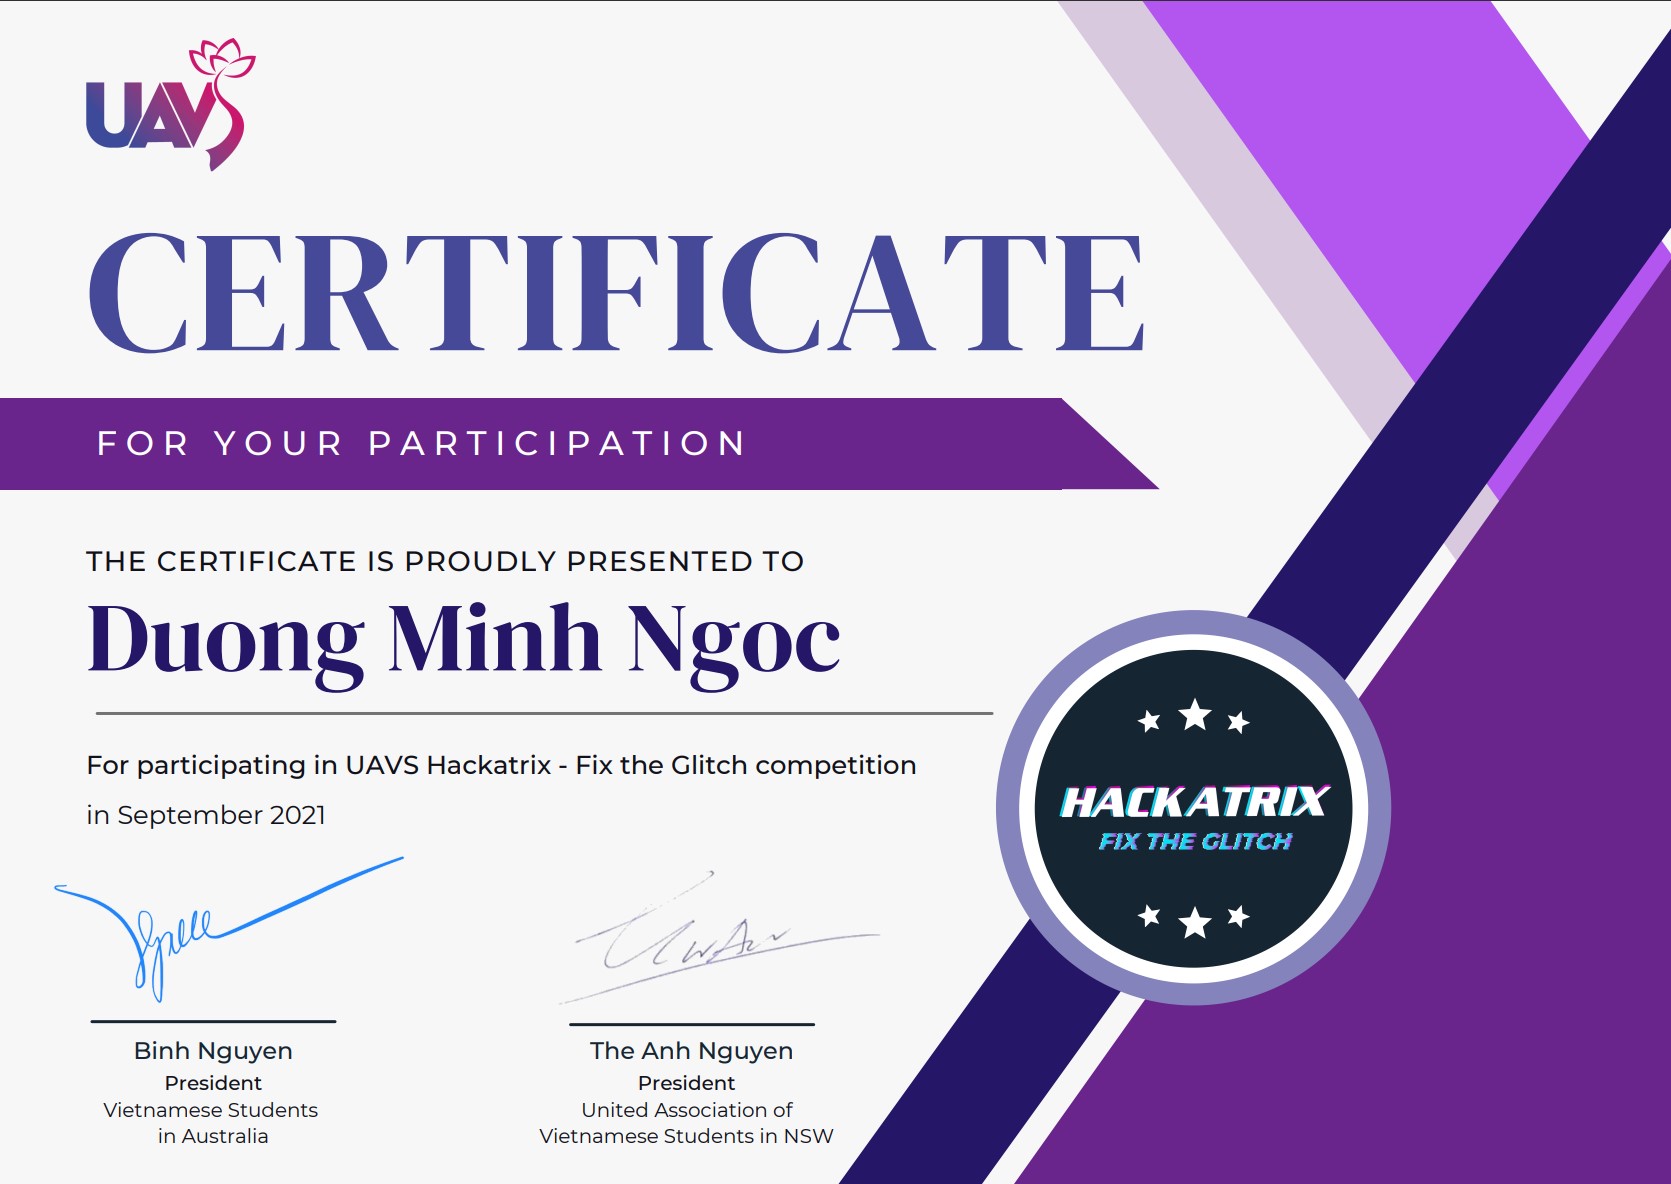 UAVS
CERTIFICATE
FOR YOUR PARTICIPATION
THE CERTIFICATE IS PROUDLY PRESENTED TO
Duong Minh Ngoc
For participating in UAVS Hackatrix - Fix the Glitch competition
in September 2021
HACKATRIX
FIX THE GLITCH
Binh Nguyen
President
Vietnamese Students
in Australia
The Anh Nguyen
President
United Association of
Vietnamese Students in NSW